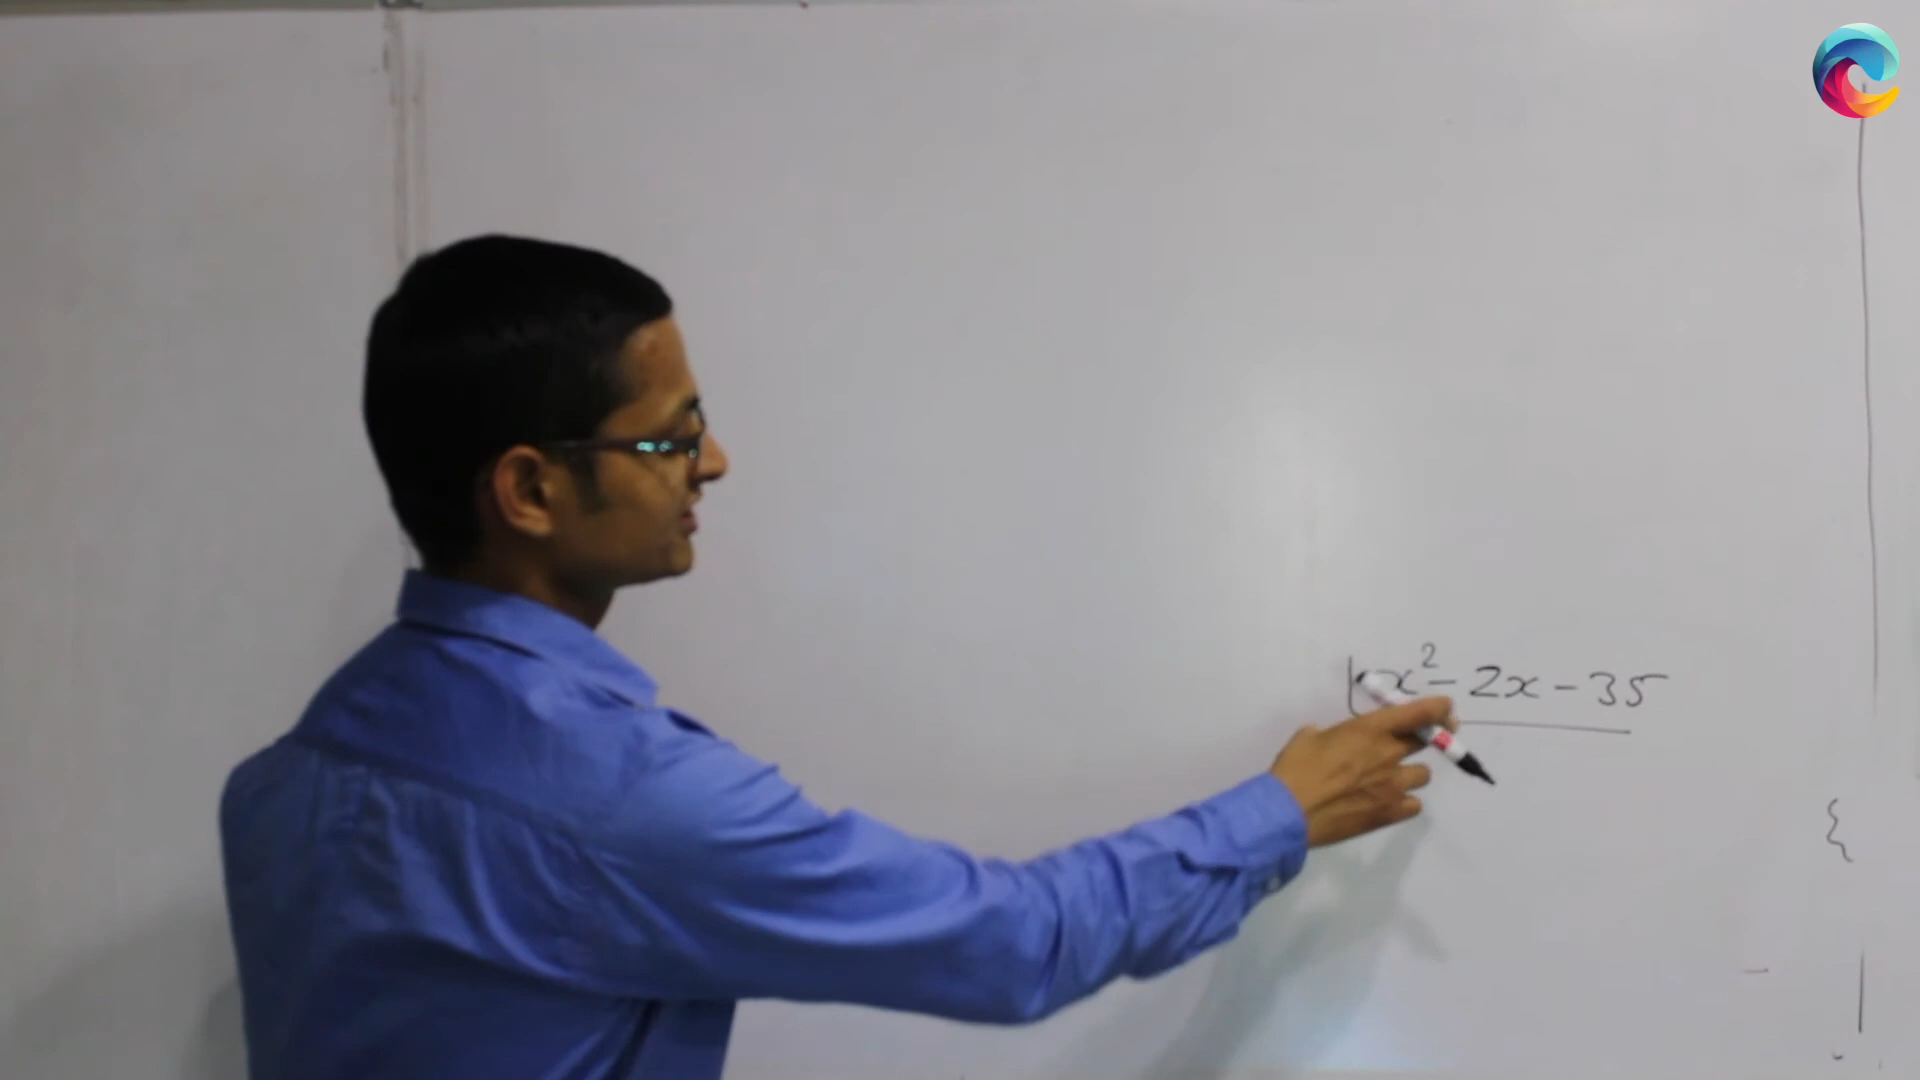 x² - 2x - 35